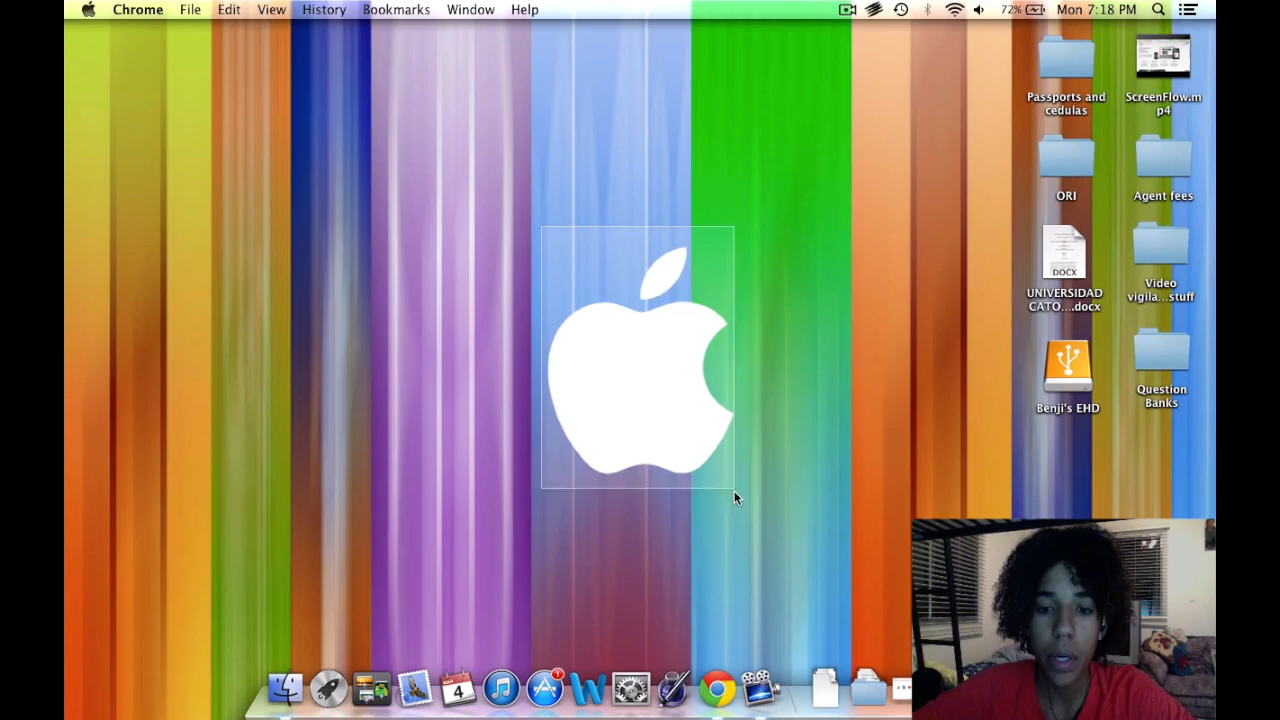 Chrome File Edit View History Bookmarks Window Help 72% Mon 7:18 PM
Passports and
cedulas
ScreenFlow.m
p4
ORI
Agent fees
DOCX
UNIVERSIDAD
CATO....docx
Video
vigila...stuff
Benji's EHD
Question
Banks
4
1
W